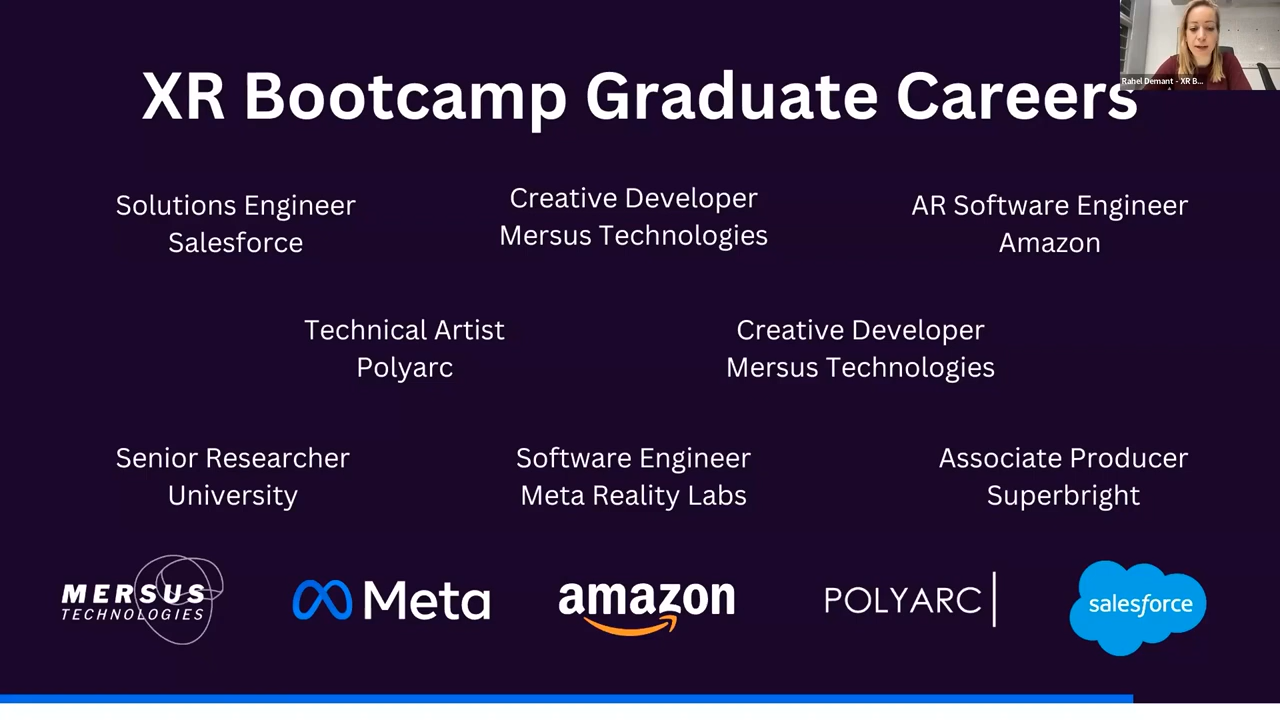 XR Bootcamp Graduate Careers
Rahel Demant - XR B...
Solutions Engineer
Salesforce
Creative Developer
Mersus Technologies
AR Software Engineer
Amazon
Technical Artist
Polyarc
Creative Developer
Mersus Technologies
Senior Researcher
University
Software Engineer
Meta Reality Labs
Associate Producer
Superbright
MERSUS
TECHNOLOGIES
Meta
amazon
POLYARC
salesforce